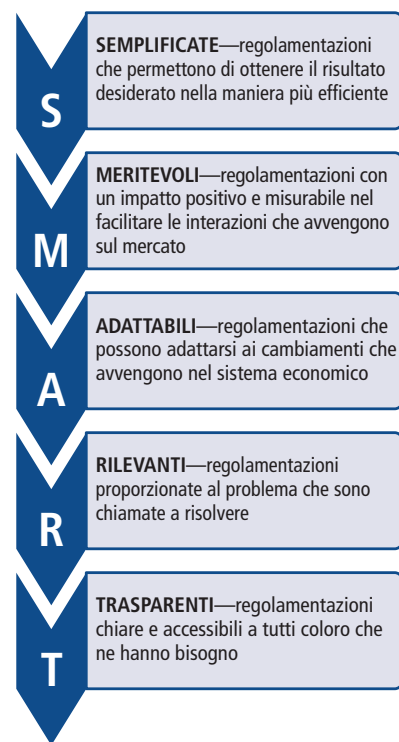 S
SEMPLIFICATE—regolamentazioni
che permettono di ottenere il risultato
desiderato nella maniera più efficiente
M
MERITEVOLI—regolamentazioni con
un impatto positivo e misurabile nel
facilitare le interazioni che avvengono
sul mercato
A
ADATTABILI—regolamentazioni che
possono adattarsi ai cambiamenti che
avvengono nel sistema economico
R
RILEVANTI—regolamentazioni
proporzionate al problema che sono
chiamate a risolvere
T
TRASPARENTI—regolamentazioni
chiare e accessibili a tutti coloro che
ne hanno bisogno